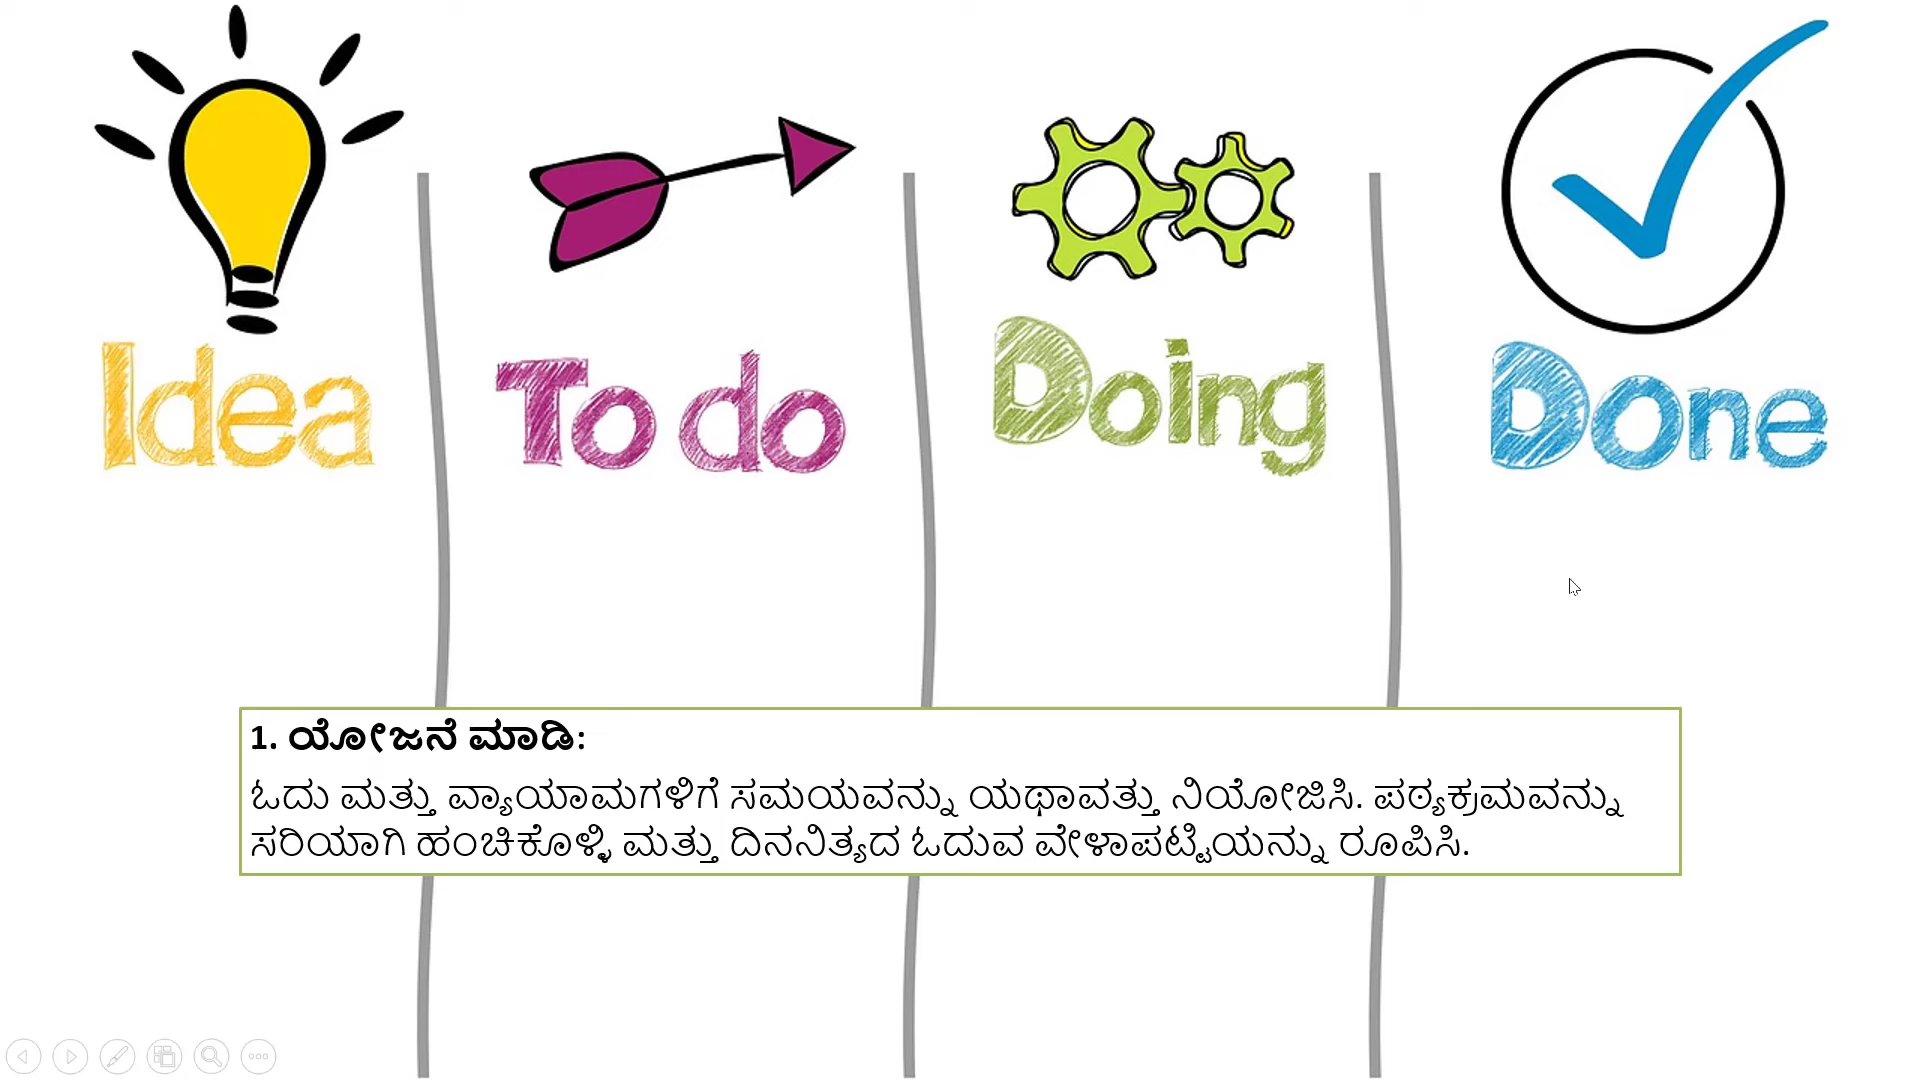 Idea
To do
Doing
Done
1. ಯೋಜನೆ ಮಾಡಿ:
ಓದು ಮತ್ತು ವ್ಯಾಯಾಮಗಳಿಗೆ ಸಮಯವನ್ನು ಯಥಾವತ್ತು ನಿಯೋಜಿಸಿ. ಪಠ್ಯಕ್ರಮವನ್ನು
ಸರಿಯಾಗಿ ಹಂಚಿಕೊಳ್ಳಿ ಮತ್ತು ದಿನನಿತ್ಯದ ಓದುವ ವೇಳಾಪಟ್ಟಿಯನ್ನು ರೂಪಿಸಿ.